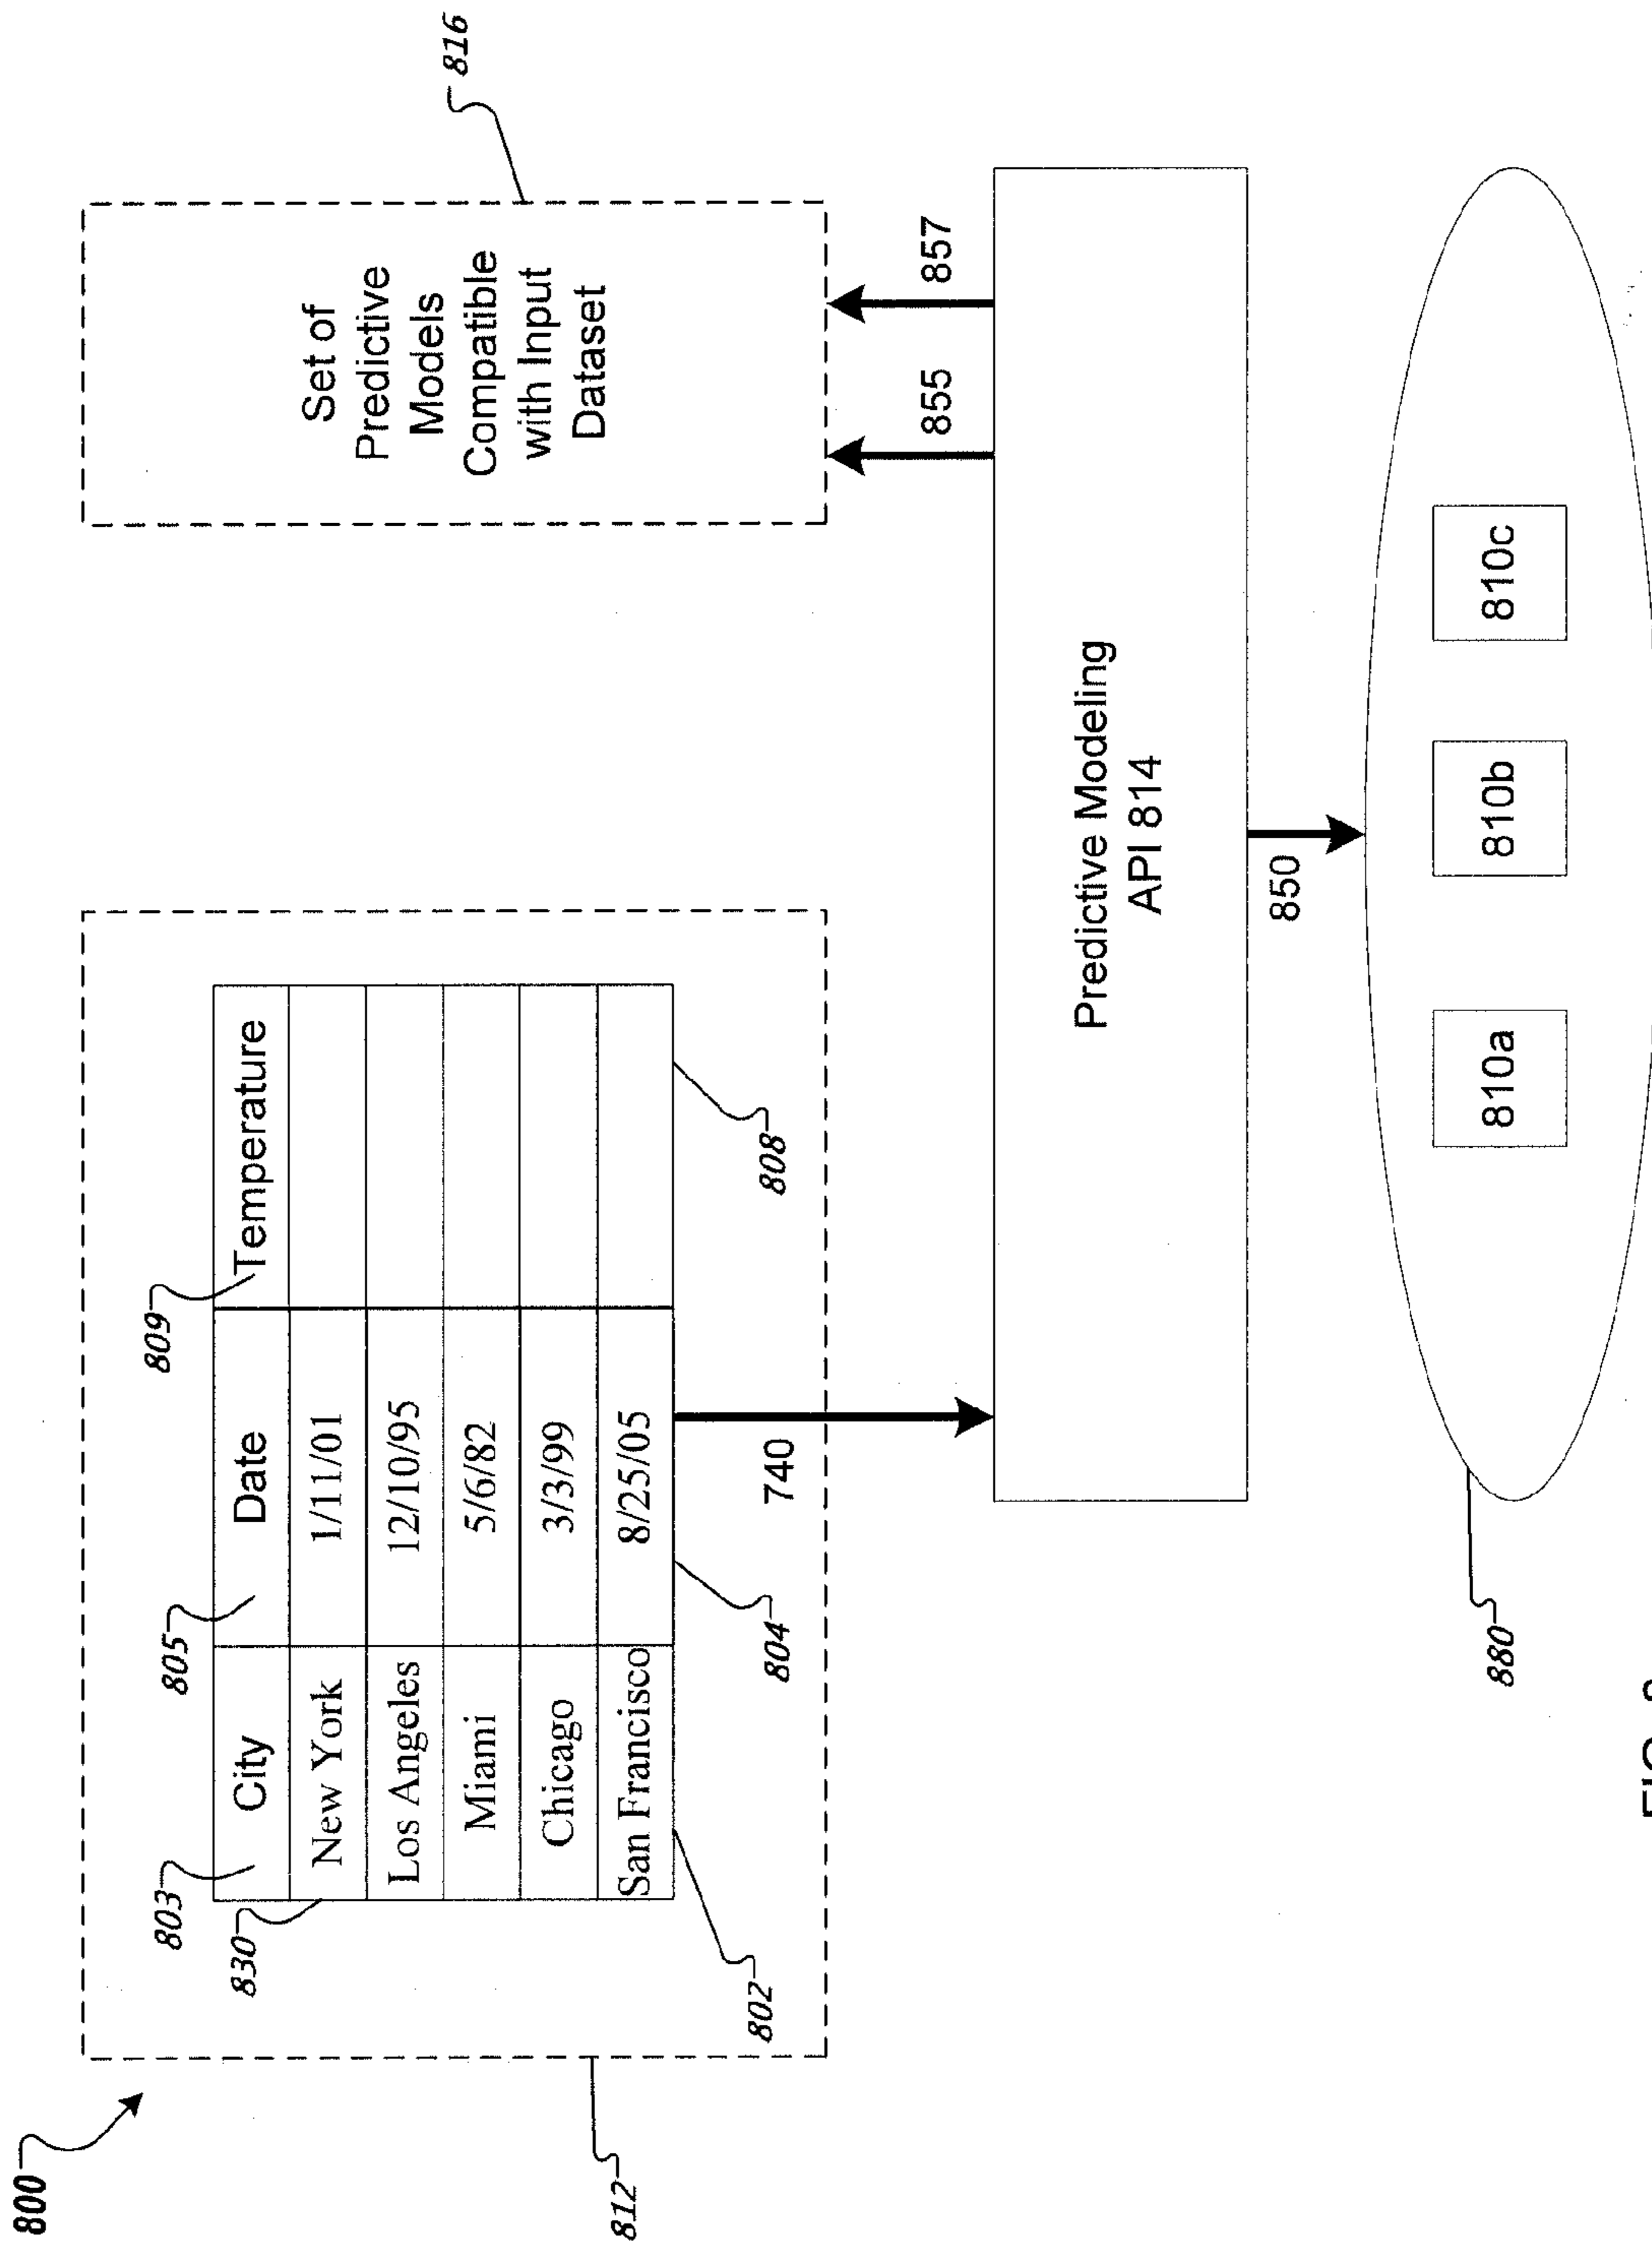 800
816
803
805
809
830
City Date Temperature
New York 1/11/01
Los Angeles 12/10/95
Miami 5/6/82
Chicago 3/3/99
San Francisco 8/25/05
802
804
808
812
740
Set of
Predictive
Models
Compatible
with Input
Dataset
855
857
Predictive Modeling
API 814
850
810a
810b
810c
880